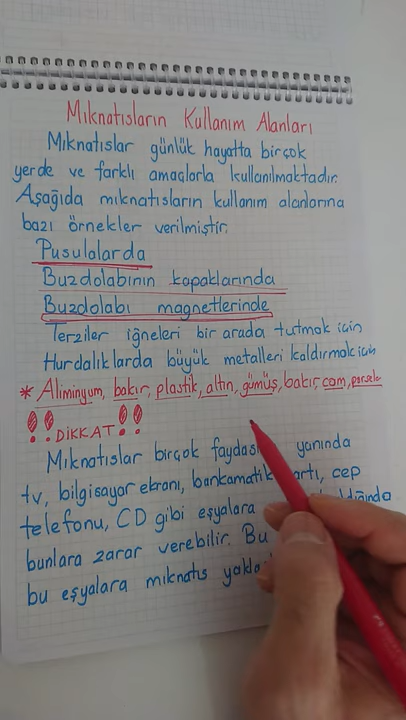 Mıknatısların Kullanım Alanları
Mıknatıslar günlük hayatta birçok
yerde ve farklı amaçlarla kullanılmaktadır.
Aşağıda mıknatısların kullanım alanlarına
bazı örnekler verilmiştir.
Pusulalarda
Buzdolabının kapaklarında
Buzdolabı magnetlerinde
Terziler iğneleri bir arada tutmak için
Hurdalıklarda büyük metalleri kaldırmak için
* Aliminyum, bakır, plastik, altın, gümüş, bakır, cam, porselen
!! DİKKAT !!
Mıknatıslar birçok faydası yanında
tv, bilgisayar ekranı, bankamatik kartı, cep
telefonu, CD gibi eşyalara
bunlara zarar verebilir. Bu
bu eşyalara mıknatıs